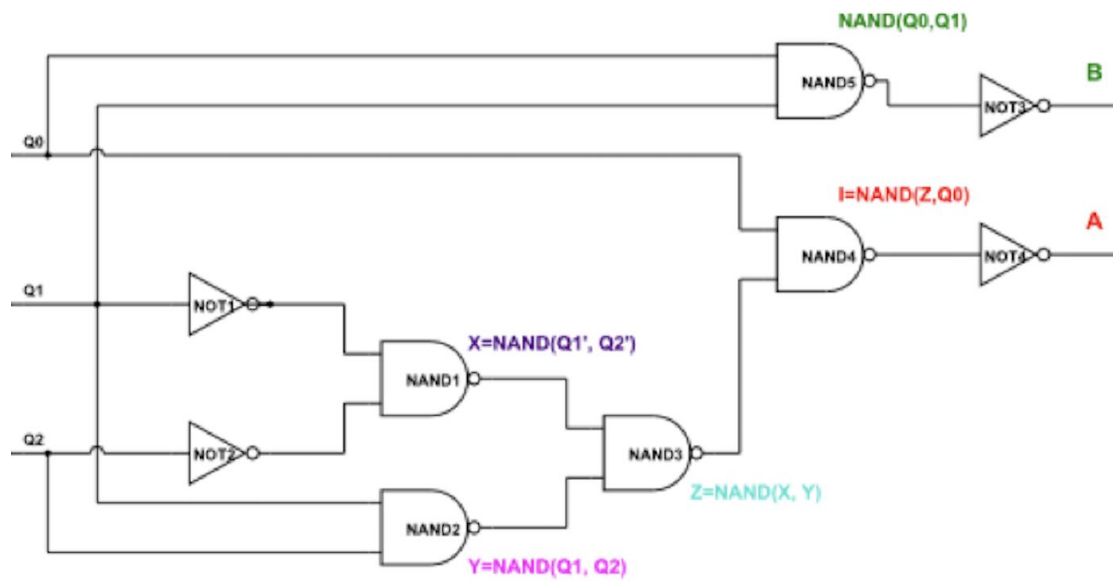 NAND(Q0,Q1)
NAND5
B
NOT3
Q0
I=NAND(Z,Q0)
A
NAND4
NOT4
Q1
NOT1
X=NAND(Q1', Q2')
NAND1
Q2
NOT2
NAND3
Z=NAND(X, Y)
NAND2
Y=NAND(Q1, Q2)